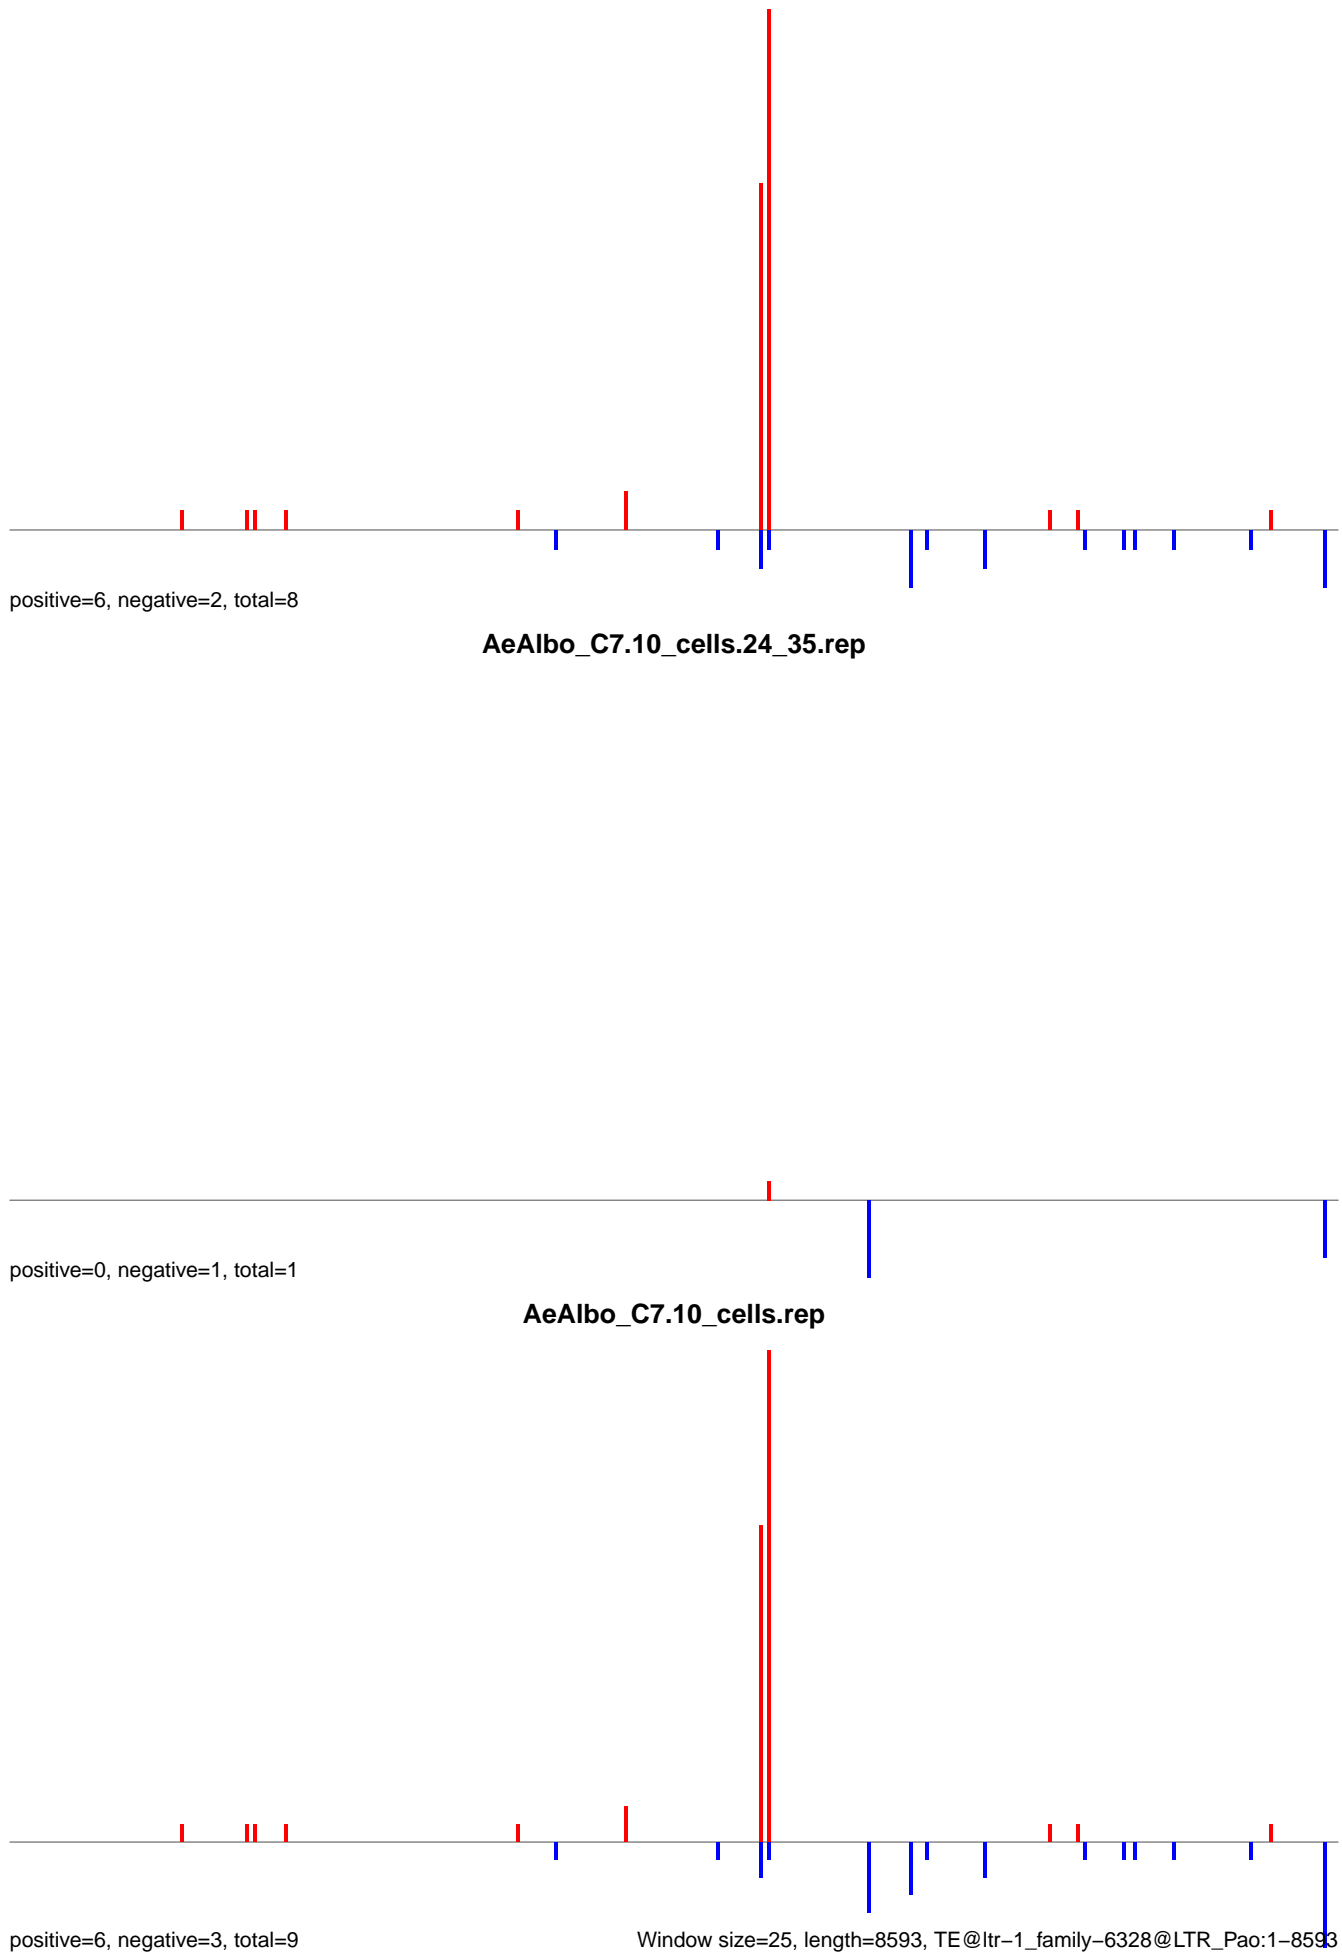 positive=6, negative=2, total=8
AeAlbo_C7.10_cells.24_35.rep
positive=0, negative=1, total=1
AeAlbo_C7.10_cells.rep
positive=6, negative=3, total=9
Window size=25, length=8593, TE@ltr−1_family−6328@LTR_Pao:1−8593